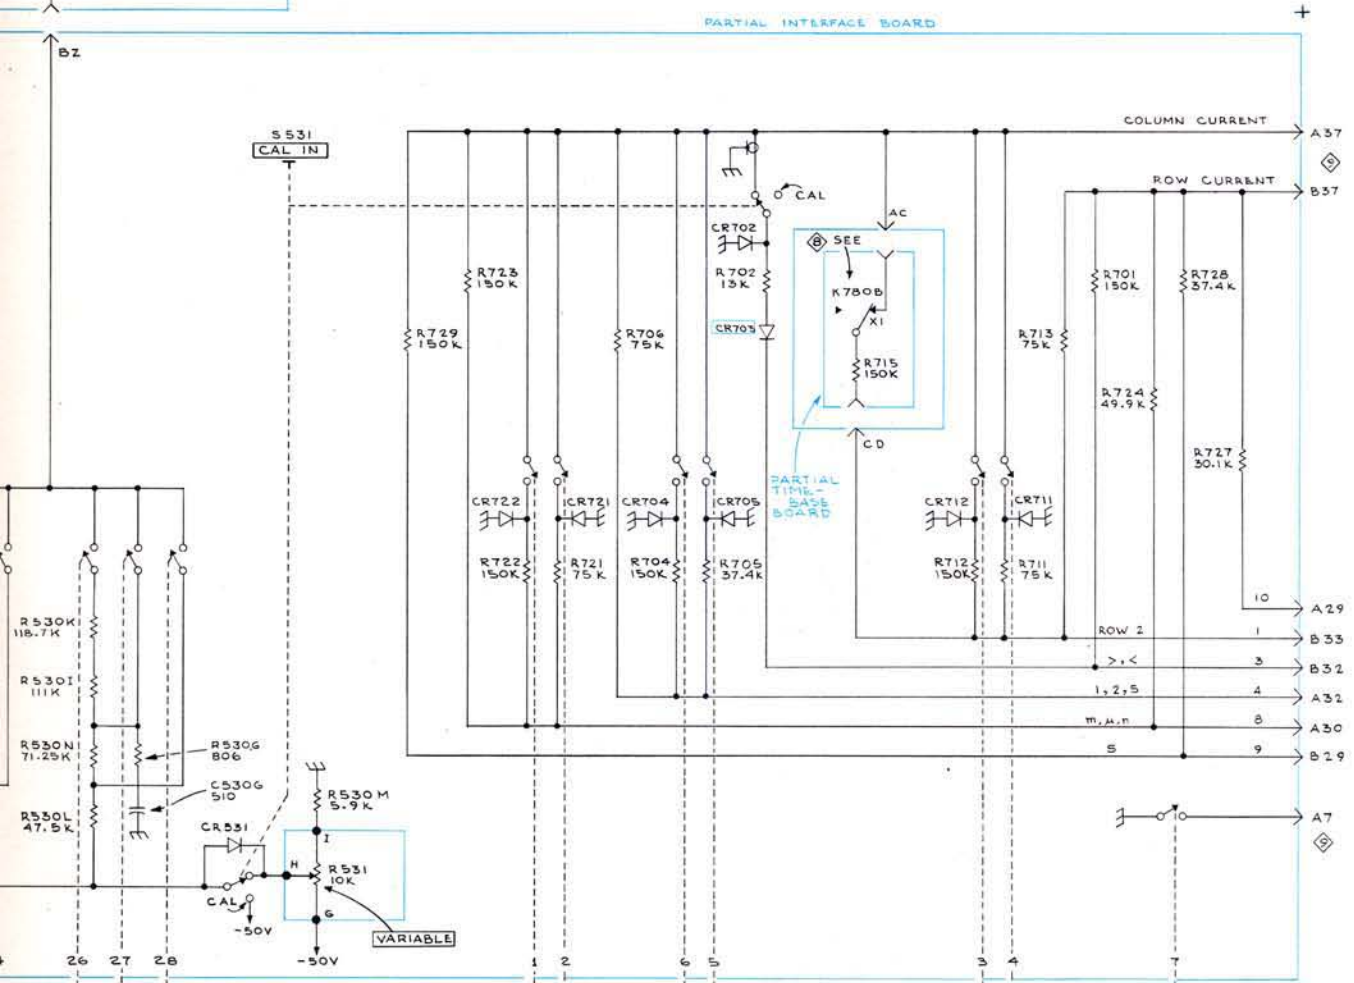 PARTIAL INTERFACE BOARD
BZ
S531
CAL IN
COLUMN CURRENT
A37
9
ROW CURRENT
B37
CAL
AC
CR702
8 SEE
R723
150K
R702
13K
R701
150K
R728
37.4K
K780B
R729
150K
R706
75K
CR703
X1
R713
75K
R715
150K
R724
49.9K
CD
R727
30.1K
PARTIAL
TIME-
BASE
BOARD
CR722
CR721
CR704
CR705
CR712
CR711
R722
150K
R721
75K
R704
150K
R705
37.4K
R712
150K
R711
75K
10
A29
R530K
118.7K
ROW 2
1
B33
>,<
3
B32
R530I
111K
1,2,5
4
A32
m,μ,n
8
A30
R530N
71.25K
R530G
806
S
9
B29
C530G
510
R530M
5.9K
R530L
47.5K
CR531
I
A7
9
H
R531
10K
CAL
G
-50V
VARIABLE
26 27 28
-50V
1 2
6 5
3 4
7